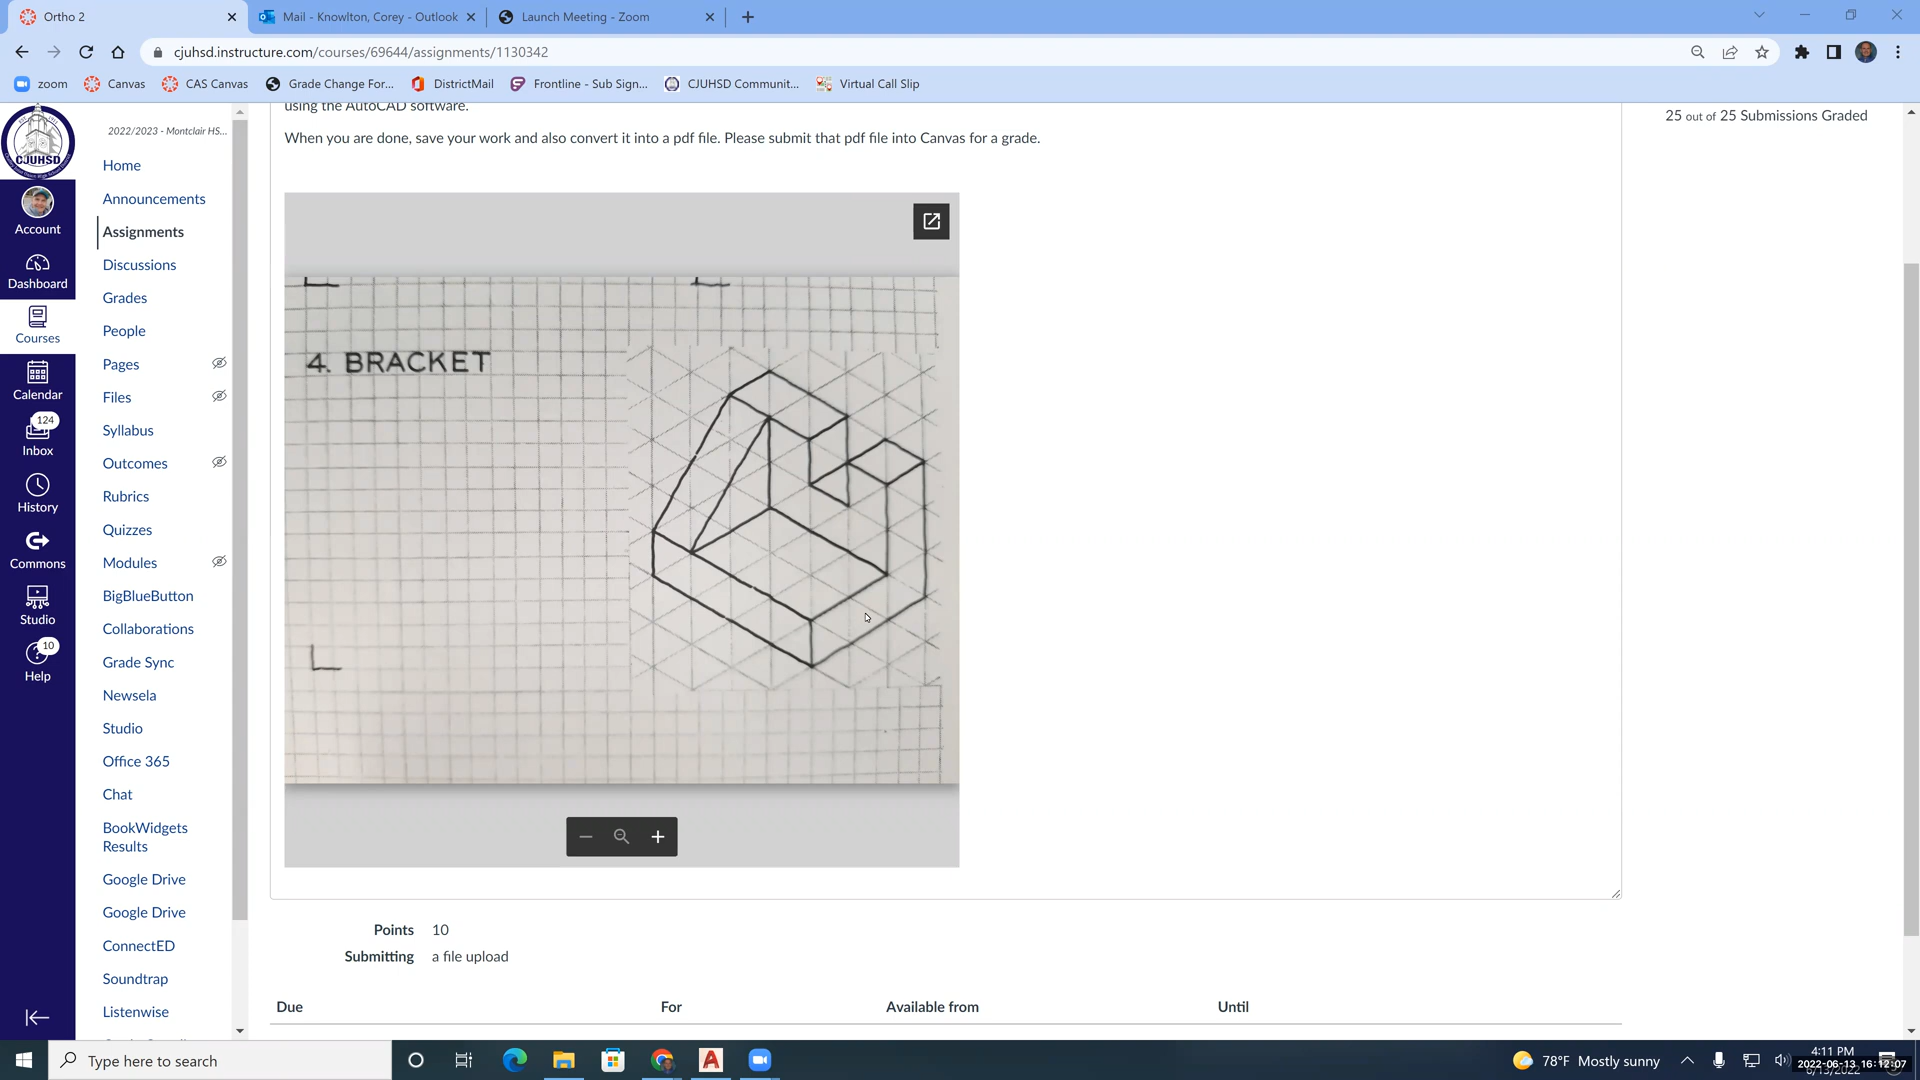 Ortho 2
Mail - Knowlton, Corey - Outlook
Launch Meeting - Zoom
cjuhsd.instructure.com/courses/69644/assignments/1130342
zoom
Canvas
CAS Canvas
Grade Change For...
DistrictMail
Frontline - Sub Sign...
CJUHSD Communit...
Virtual Call Slip
CJUHSD
Account
Dashboard
Courses
Calendar
124
Inbox
History
Commons
Studio
10
Help
2022/2023 - Montclair HS...
Home
Announcements
Assignments
Discussions
Grades
People
Pages
Files
Syllabus
Outcomes
Rubrics
Quizzes
Modules
BigBlueButton
Collaborations
Grade Sync
Newsela
Studio
Office 365
Chat
BookWidgets
Results
Google Drive
Google Drive
ConnectED
Soundtrap
Listenwise
using the AutoCAD software.
When you are done, save your work and also convert it into a pdf file. Please submit that pdf file into Canvas for a grade.
4. BRACKET
Points 10
Submitting a file upload
Due For Available from Until
25 out of 25 Submissions Graded
Type here to search
78°F Mostly sunny
4:11 PM
2022-06-13 16:12:07